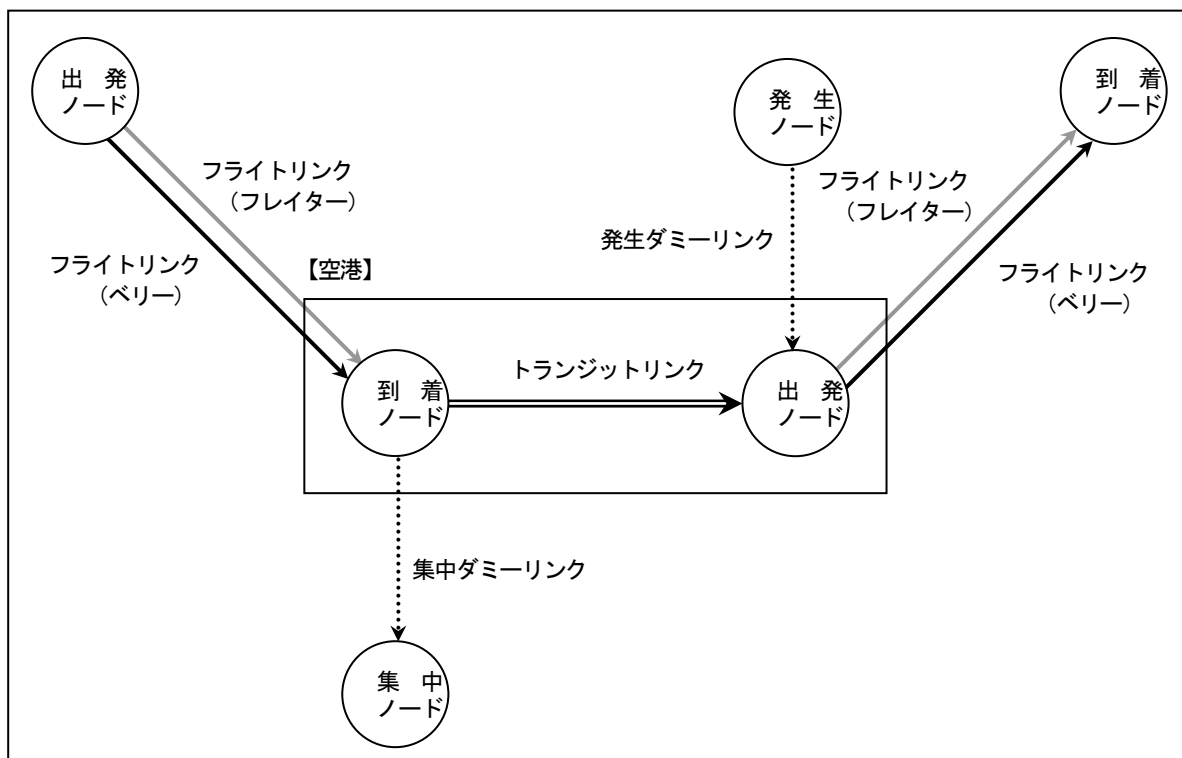 出 発
ノード
発 生
ノード
到 着
ノード
フライトリンク
（フレイター）
フライトリンク
（フレイター）
発生ダミーリンク
フライトリンク
（ベリー）
【空港】
フライトリンク
（ベリー）
トランジットリンク
到 着
ノード
出 発
ノード
集中ダミーリンク
集 中
ノード